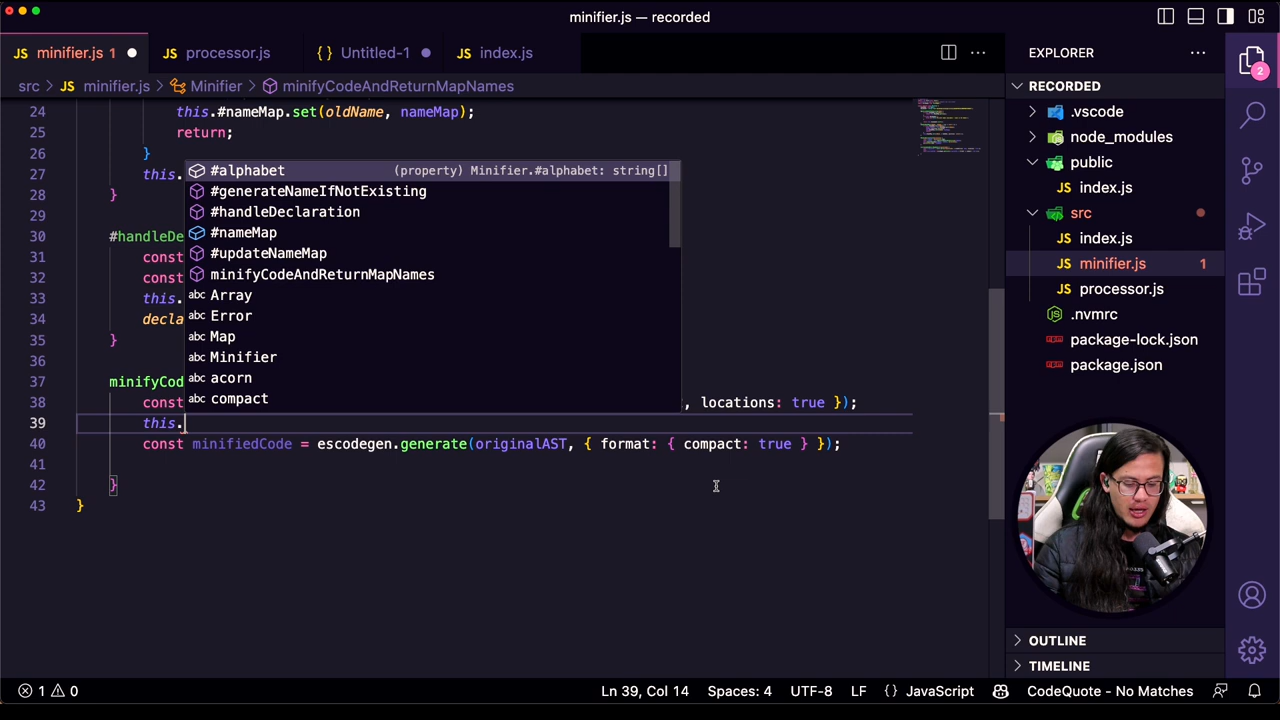 minifier.js — recorded
JS minifier.js 1
JS processor.js
{ } Untitled-1
JS index.js
src > JS minifier.js > Minifier > minifyCodeAndReturnMapNames
24 this.#nameMap.set(oldName, nameMap);
25 return;
26 }
27 this.
28 }
29
30 #handleDe
31 const
32 const
33 this.
34 decla
35 }
36
37 minifyCod
38 const , locations: true });
39 this.
40 const minifiedCode = escodegen.generate(originalAST, { format: { compact: true } });
41
42 }
43 }
#alphabet (property) Minifier.#alphabet: string[]
#generateNameIfNotExisting
#handleDeclaration
#nameMap
#updateNameMap
minifyCodeAndReturnMapNames
abc Array
abc Error
abc Map
abc Minifier
abc acorn
abc compact
EXPLORER
RECORDED
.vscode
node_modules
public
JS index.js
src
JS index.js
JS minifier.js 1
JS processor.js
.nvmrc
package-lock.json
package.json
OUTLINE
TIMELINE
2
1 0
Ln 39, Col 14
Spaces: 4
UTF-8
LF
{ } JavaScript
CodeQuote - No Matches